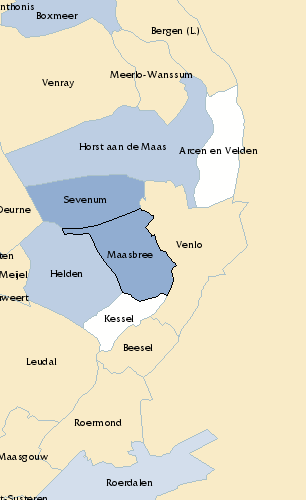 nthonis
Boxmeer
Bergen (L)
Meerlo-Wanssum
Venray
Horst aan de Maas
Arcen en Velden
Sevenum
Deurne
Venlo
ten
Maasbree
Meijel
Helden
weert
Kessel
Beesel
Leudal
Roermond
Maasgouw
Roerdalen
t-Susteren